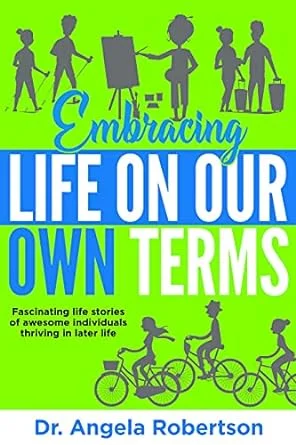 Embracing
LIFE ON OUR
OWN TERMS
Fascinating life stories
of awesome individuals
thriving in later life
Dr. Angela Robertson